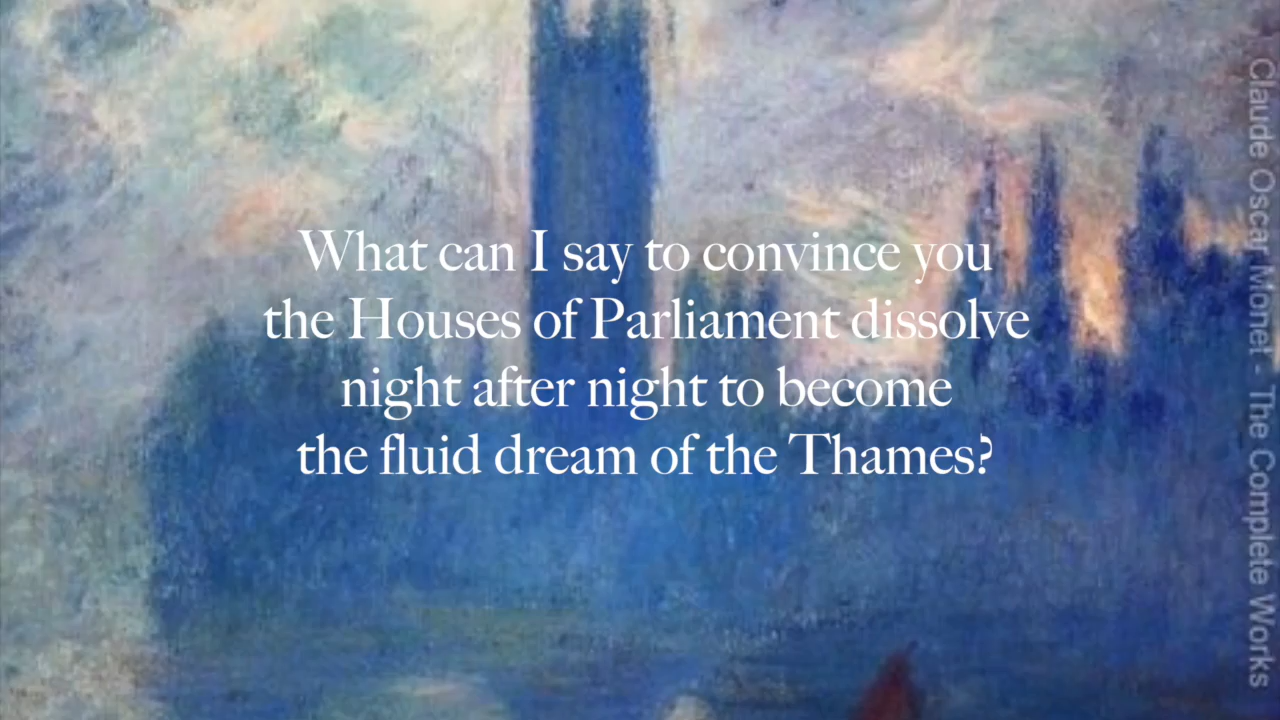 What can I say to convince you
the Houses of Parliament dissolve
night after night to become
the fluid dream of the Thames?
Claude Oscar Monet - The Complete Works